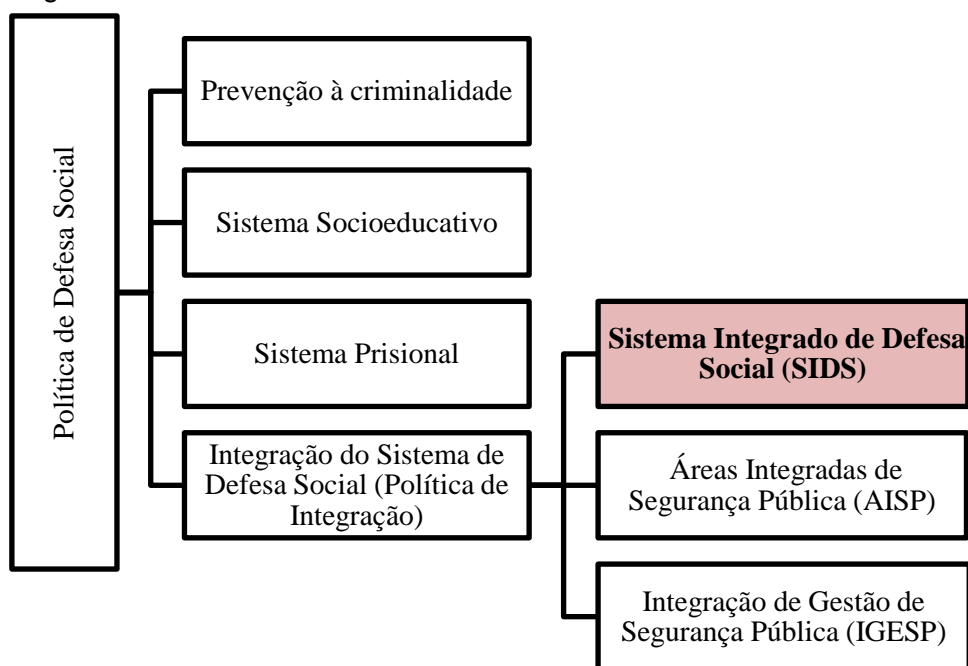 Política de Defesa Social
Prevenção à criminalidade
Sistema Socioeducativo
Sistema Prisional
Integração do Sistema de
Defesa Social (Política de
Integração)
Sistema Integrado de Defesa
Social (SIDS)
Áreas Integradas de
Segurança Pública (AISP)
Integração de Gestão de
Segurança Pública (IGESP)